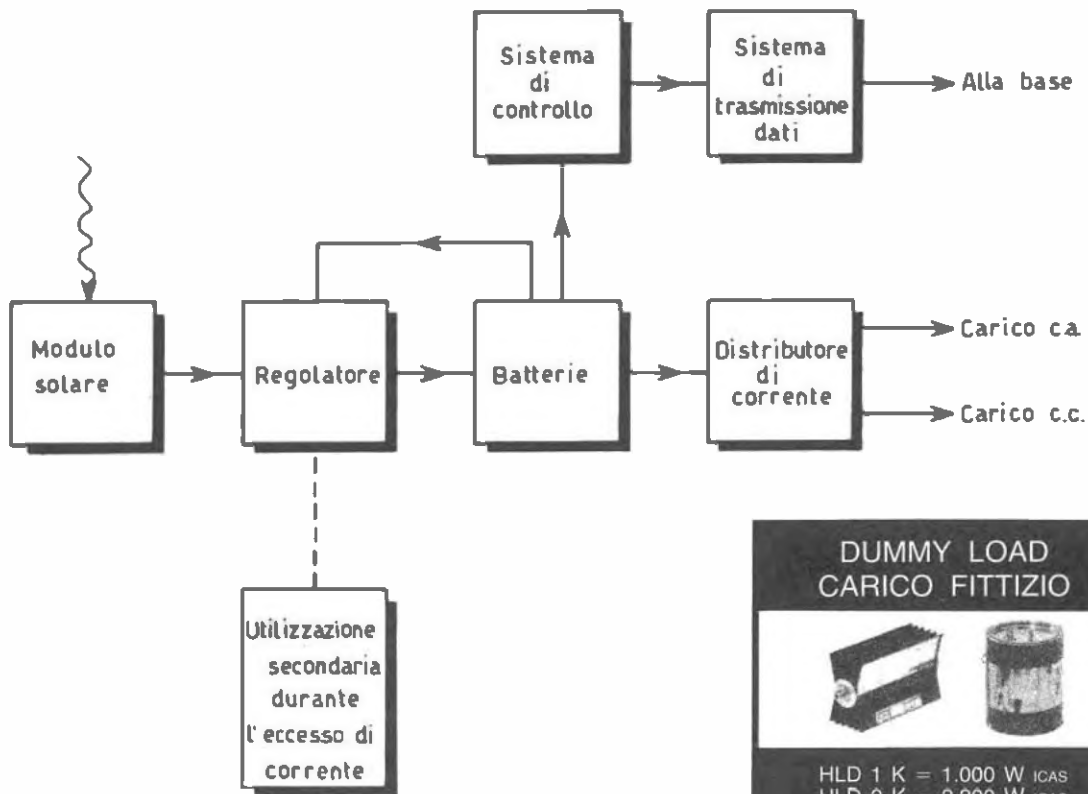 Sistema
di
controllo
Sistema
di
trasmissione
dati
Alla base
Modulo
solare
Regolatore
Batterie
Distributore
di
corrente
Carico c.a.
Carico c.c.
Utilizzazione
secondaria
durante
l'eccesso di
corrente
DUMMY LOAD
CARICO FITTIZIO
HLD 1 K = 1.000 W ICAS